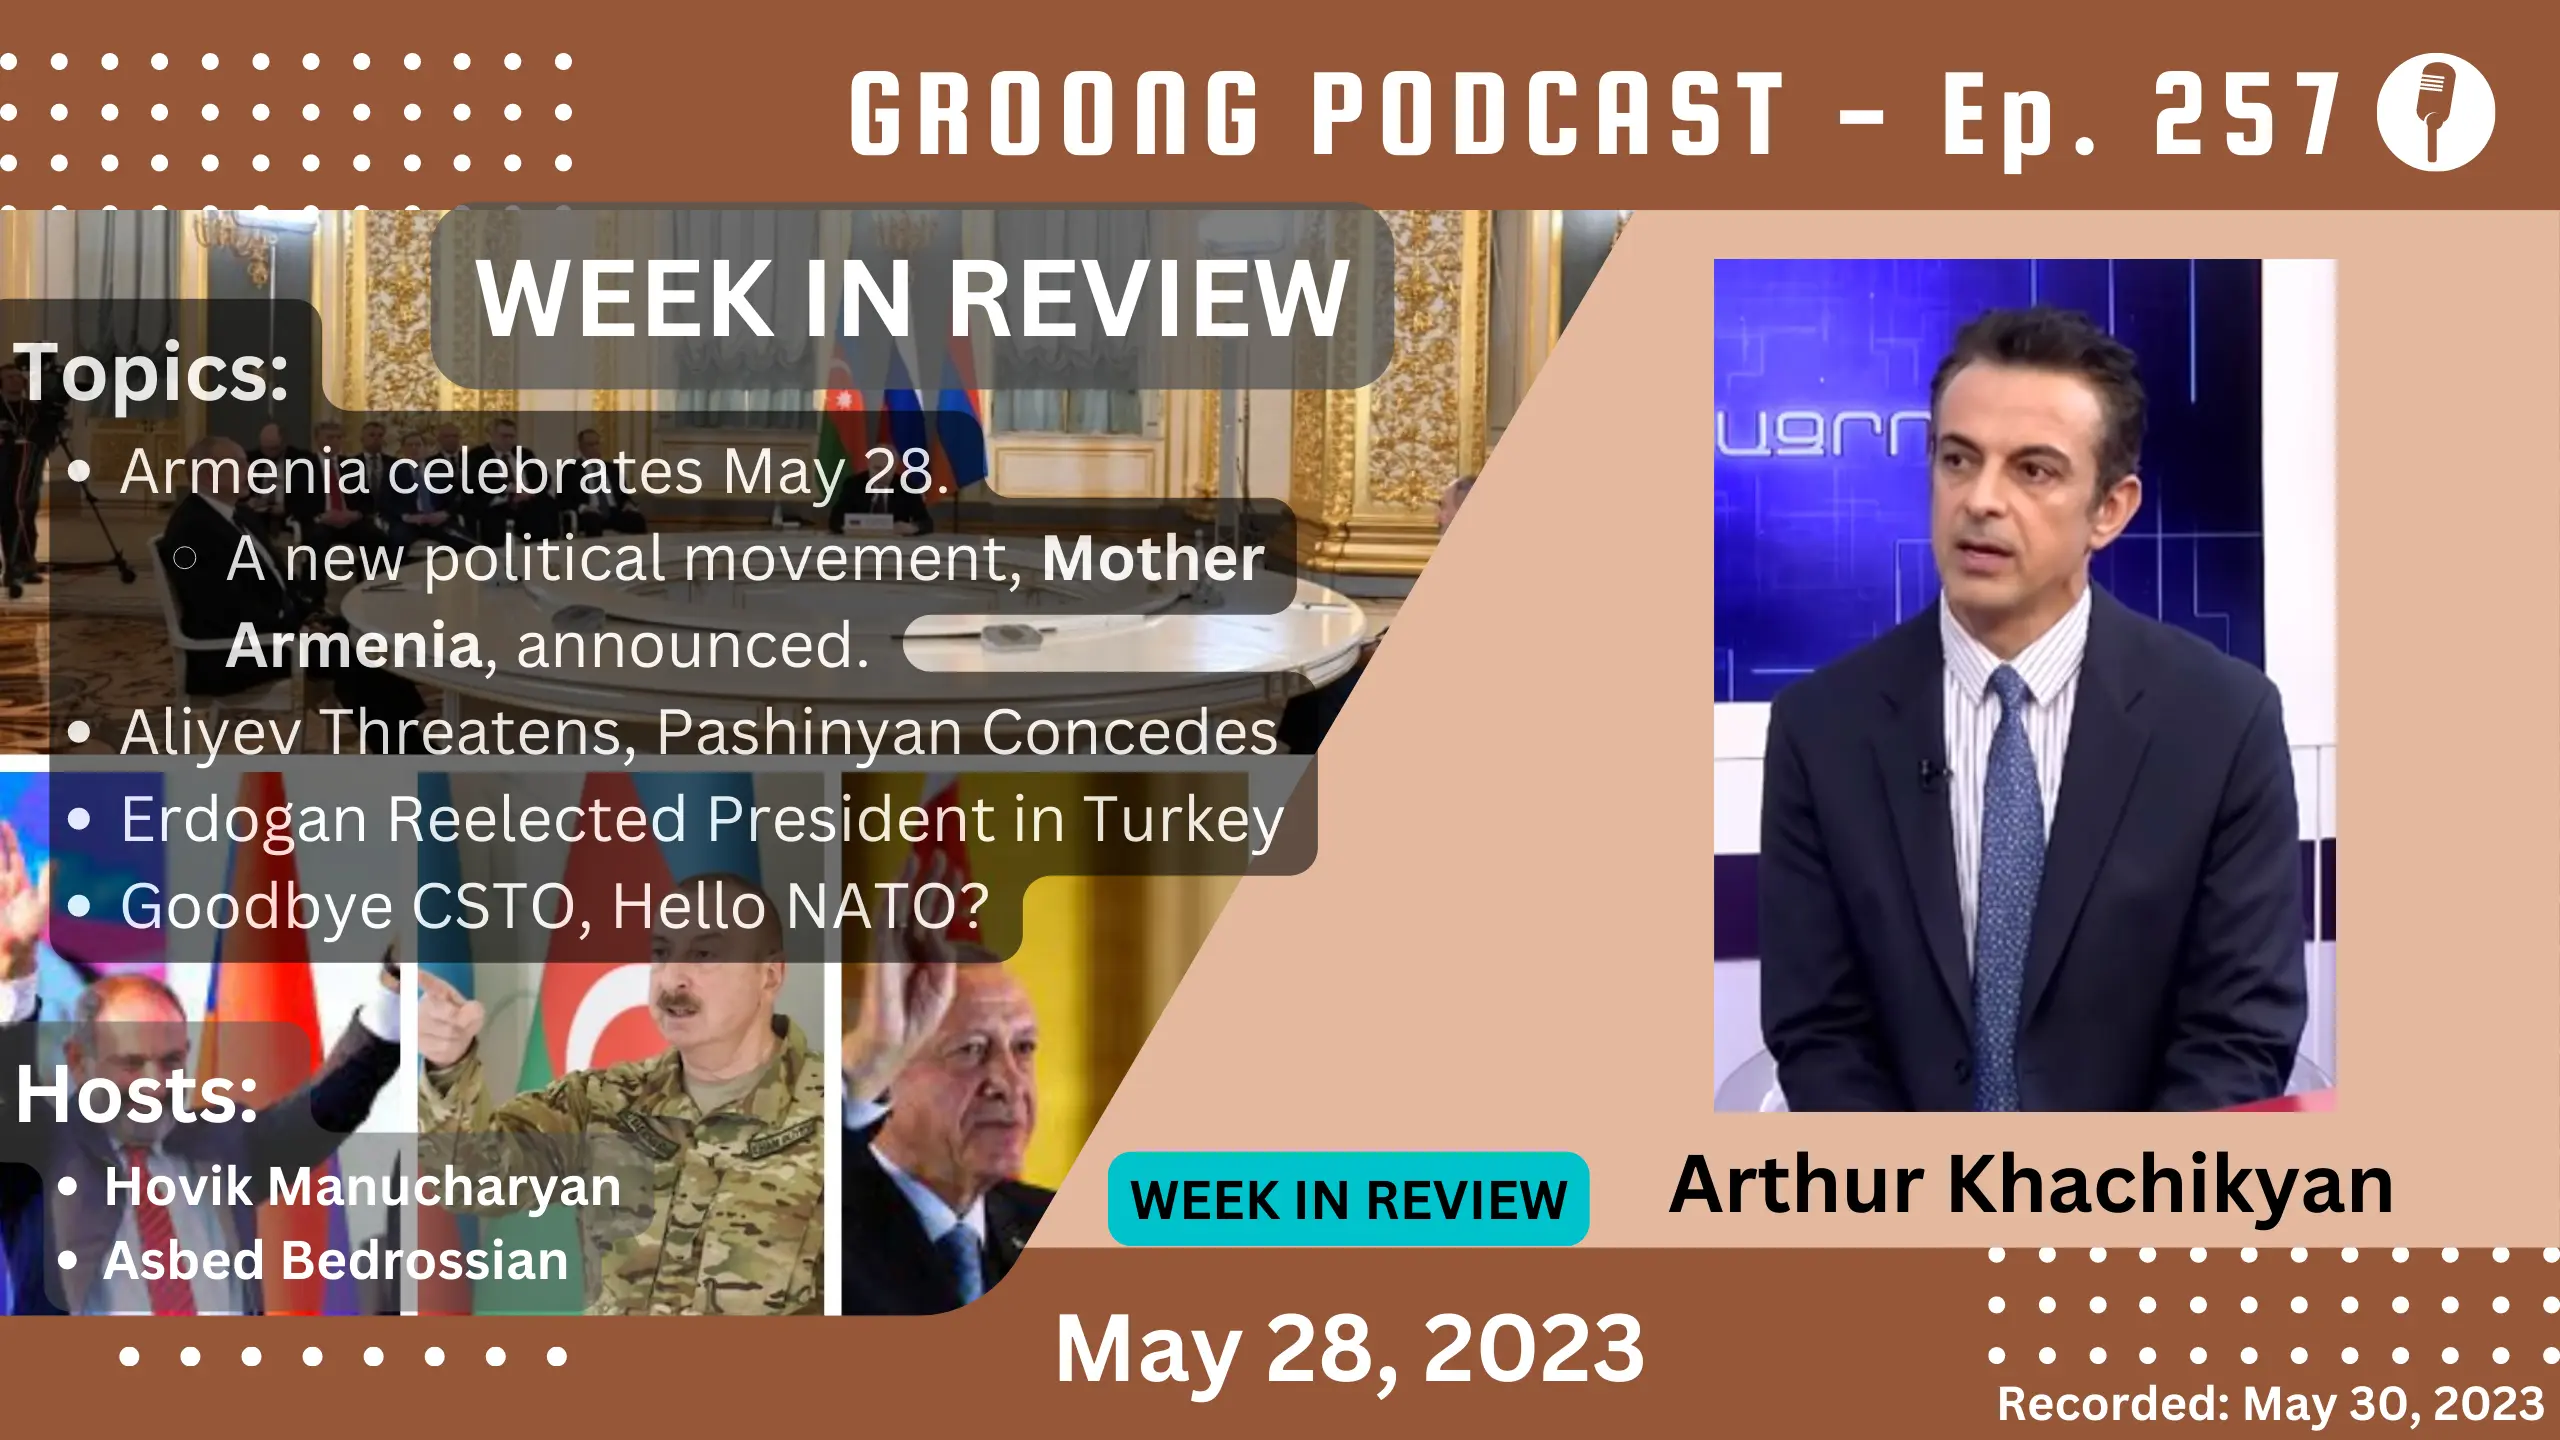 GROONG PODCAST - Ep. 257
WEEK IN REVIEW
Topics:
• Armenia celebrates May 28.
○ A new political movement, Mother
Armenia, announced.
• Aliyev Threatens, Pashinyan Concedes
• Erdogan Reelected President in Turkey
• Goodbye CSTO, Hello NATO?
Hosts:
• Hovik Manucharyan
• Asbed Bedrossian
ազրո
Arthur Khachikyan
WEEK IN REVIEW
May 28, 2023
Recorded: May 30, 2023